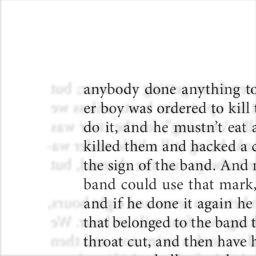 anybody done anything to
er boy was ordered to kill
do it, and he mustn't eat
killed them and hacked a
the sign of the band. And
band could use that mark,
and if he done it again he
that belonged to the band
throat cut, and then have